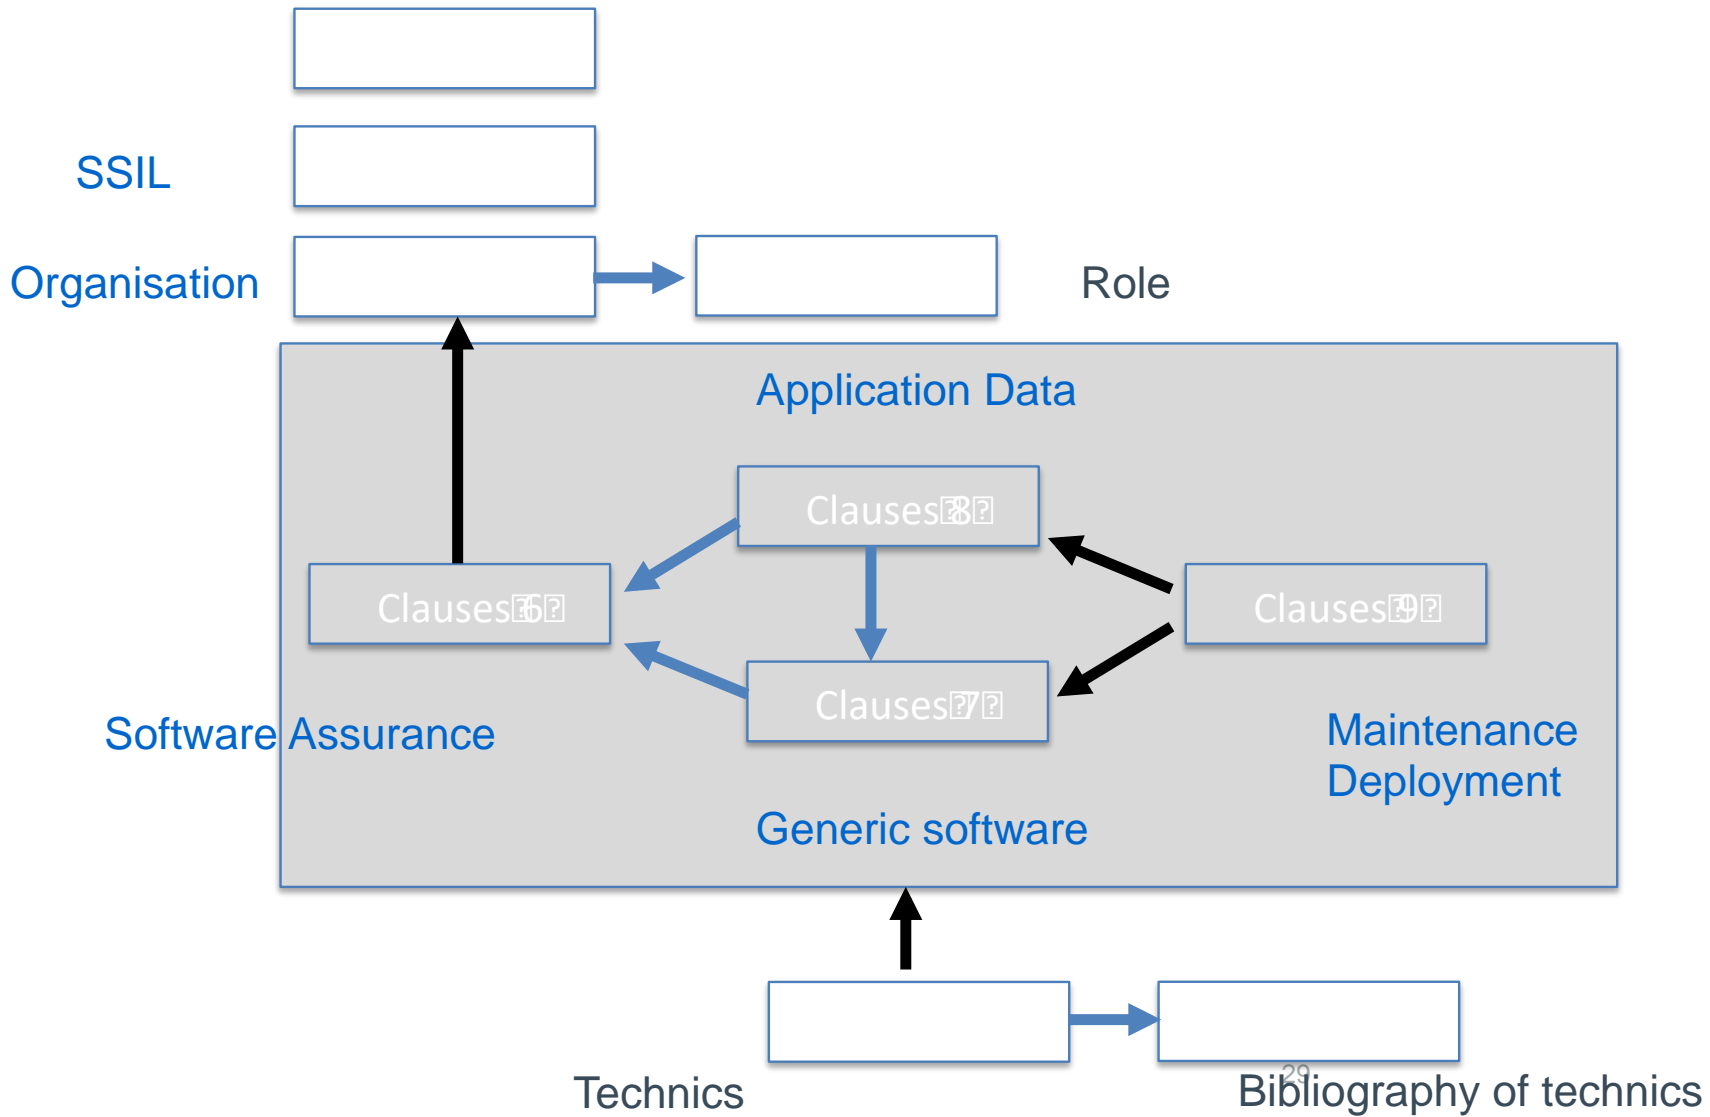 SSIL
Organisation
Role
Application Data
Clauses 8
Clauses 6
Clauses 9
Clauses 7
Software Assurance
Maintenance
Deployment
Generic software
Technics
29
Bibliography of technics